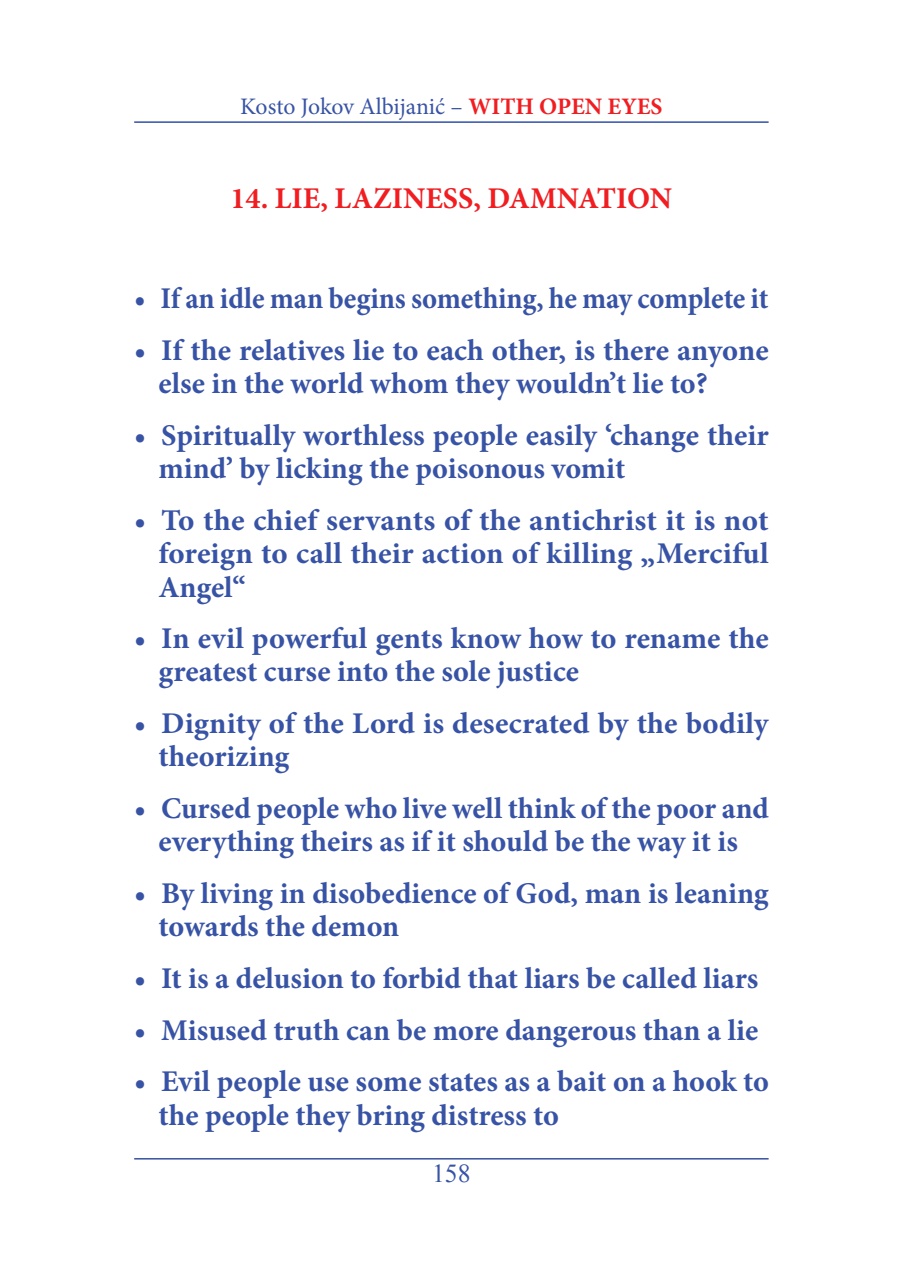 Kosto Jokov Albijanić – WITH OPEN EYES
14. LIE, LAZINESS, DAMNATION
• If an idle man begins something, he may complete it
• If the relatives lie to each other, is there anyone
else in the world whom they wouldn’t lie to?
• Spiritually worthless people easily ‘change their
mind’ by licking the poisonous vomit
• To the chief servants of the antichrist it is not
foreign to call their action of killing „Merciful
Angel“
• In evil powerful gents know how to rename the
greatest curse into the sole justice
• Dignity of the Lord is desecrated by the bodily
theorizing
• Cursed people who live well think of the poor and
everything theirs as if it should be the way it is
• By living in disobedience of God, man is leaning
towards the demon
• It is a delusion to forbid that liars be called liars
• Misused truth can be more dangerous than a lie
• Evil people use some states as a bait on a hook to
the people they bring distress to
158